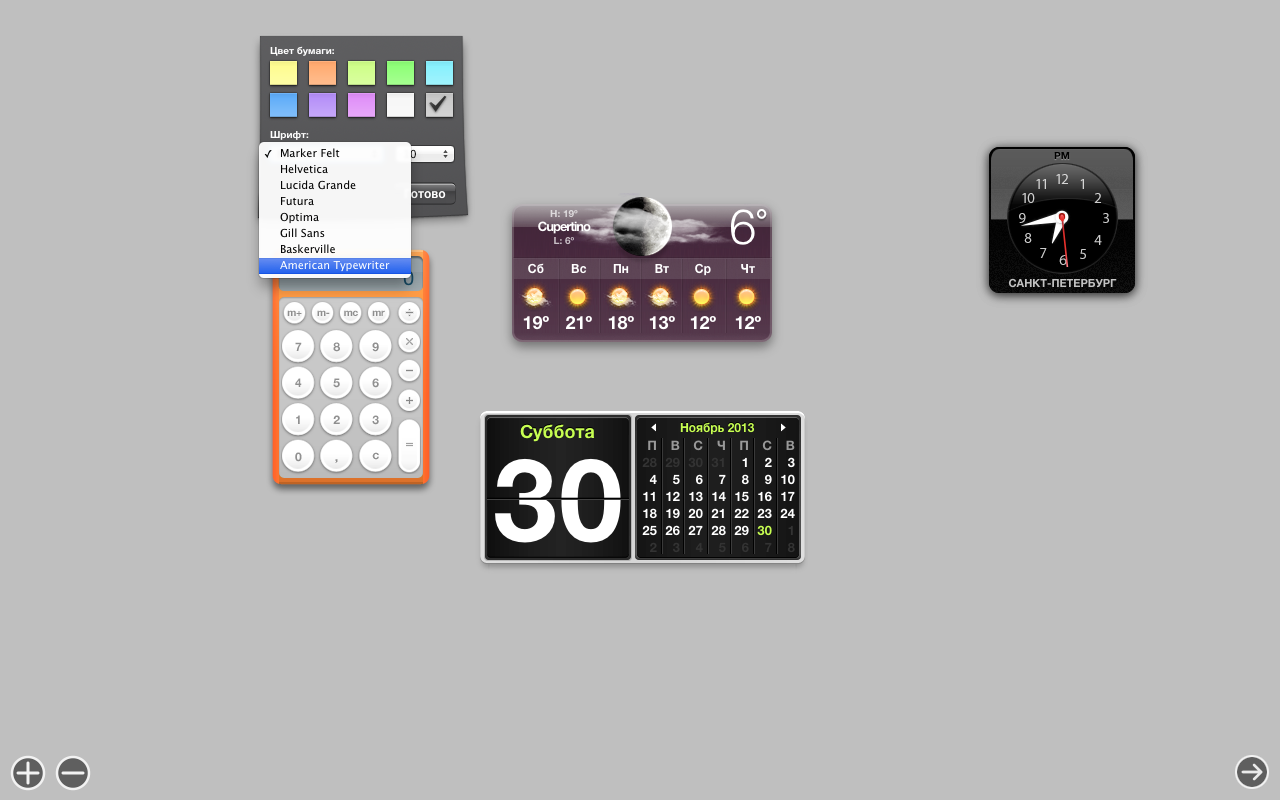 Цвет бумаги:
Шрифт:
✓ Marker Felt
Helvetica
Lucida Grande
Futura
Optima
Gill Sans
Baskerville
American Typewriter
0
m+ m- mc mr ÷
7 8 9 ×
4 5 6 −
1 2 3 +
0 , c =
H: 19°
Cupertino
L: 6°
6°
Сб Вс Пн Вт Ср Чт
19° 21° 18° 13° 12° 12°
Суббота
30
Ноябрь 2013
П В С Ч П С В
28 29 30 31 1 2 3
4 5 6 7 8 9 10
11 12 13 14 15 16 17
18 19 20 21 22 23 24
25 26 27 28 29 30 1
2 3 4 5 6 7 8
PM
12 1 2 3 4 5 6 7 8 9 10 11
САНКТ-ПЕТЕРБУРГ